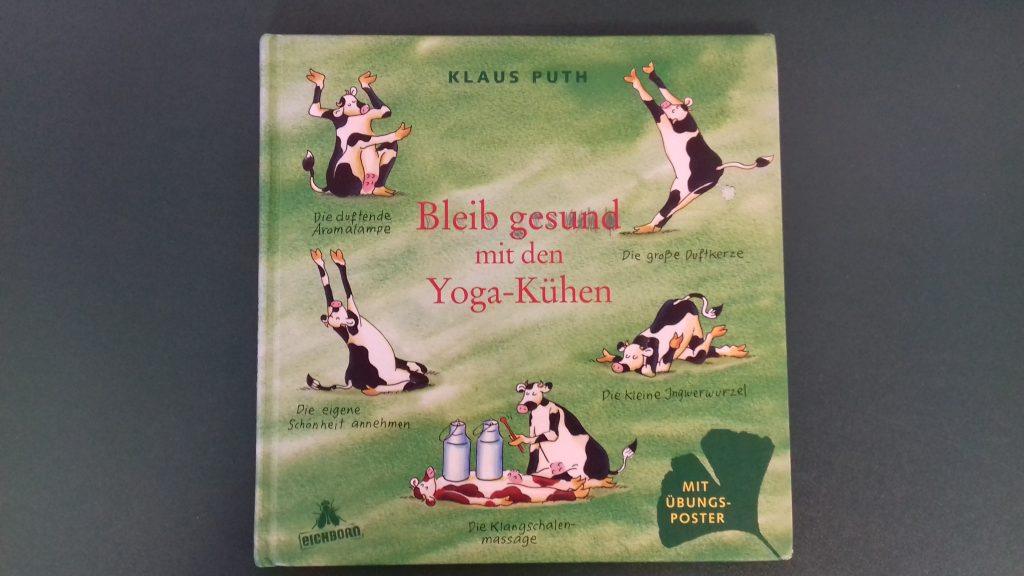 KLAUS PUTH
Die duftende
Aromalampe
Bleib gesund
mit den
Yoga-Kühen
Die große Duftkerze
Die eigene
Schönheit annehmen
Die kleine Ingwerwurzel
Die Klangschalen-
massage
MIT
ÜBUNGS-
POSTER
EICHBORN